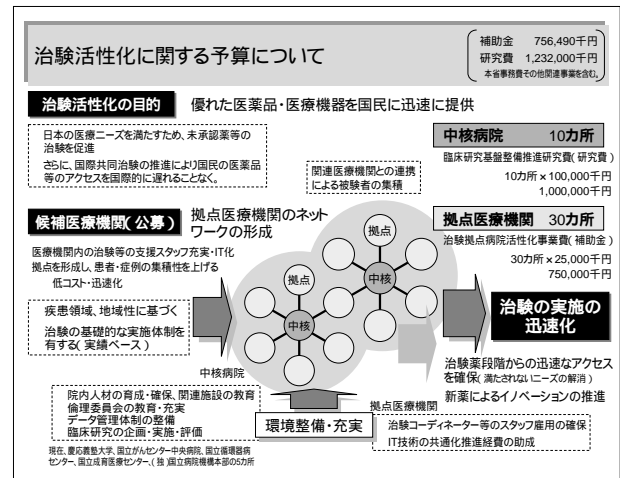 治験活性化に関する予算について
補助金 756,490千円
研究費 1,232,000千円
本省事務費その他関連事業を含む。
治験活性化の目的
優れた医薬品・医療機器を国民に迅速に提供
日本の医療ニーズを満たすため、未承認薬等の
治験を促進
さらに、国際共同治験の推進により国民の医薬品
等のアクセスを国際的に遅れることなく。
関連医療機関との連携
による被験者の集積
中核病院 10カ所
臨床研究基盤整備推進研究費(研究費)
10カ所×100,000千円
1,000,000千円
候補医療機関(公募)
拠点医療機関のネット
ワークの形成
拠点医療機関 30カ所
治験拠点病院活性化事業費(補助金)
30カ所×25,000千円
750,000千円
医療機関内の治験等の支援スタッフ充実・IT化
拠点を形成し、患者・症例の集積性を上げる
低コスト・迅速化
拠点
拠点
中核
中核
疾患領域、地域性に基づく
治験の基礎的な実施体制を
有する(実績ベース)
治験の実施の
迅速化
中核病院
治験薬段階からの迅速なアクセス
を確保(満たされないニーズの解消)
新薬によるイノベーションの推進
院内人材の育成・確保、関連施設の教育
倫理委員会の教育・充実
データ管理体制の整備
臨床研究の企画・実施・評価
環境整備・充実
拠点医療機関
治験コーディネーター等のスタッフ雇用の確保
IT技術の共通化推進経費の助成
現在、慶応義塾大学、国立がんセンター中央病院、国立循環器病
センター、国立成育医療センター、(独)国立病院機構本部の5カ所